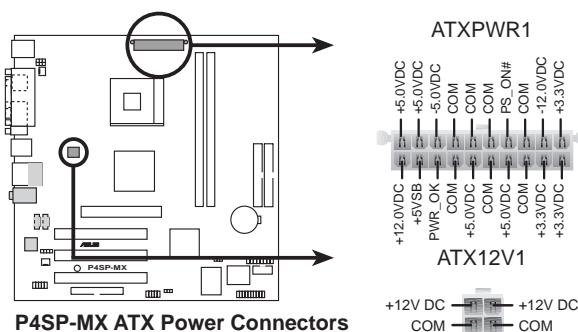 ATXPWR1
+5.0VDC
+5.0VDC
-5.0VDC
COM
COM
COM
PS_ON#
COM
-12.0VDC
+3.3VDC
+12.0VDC
+5VSB
PWR_OK
COM
+5.0VDC
COM
+5.0VDC
COM
+3.3VDC
+3.3VDC
ATX12V1
+12V DC +12V DC
COM COM
ASUS
P4SP-MX
P4SP-MX ATX Power Connectors